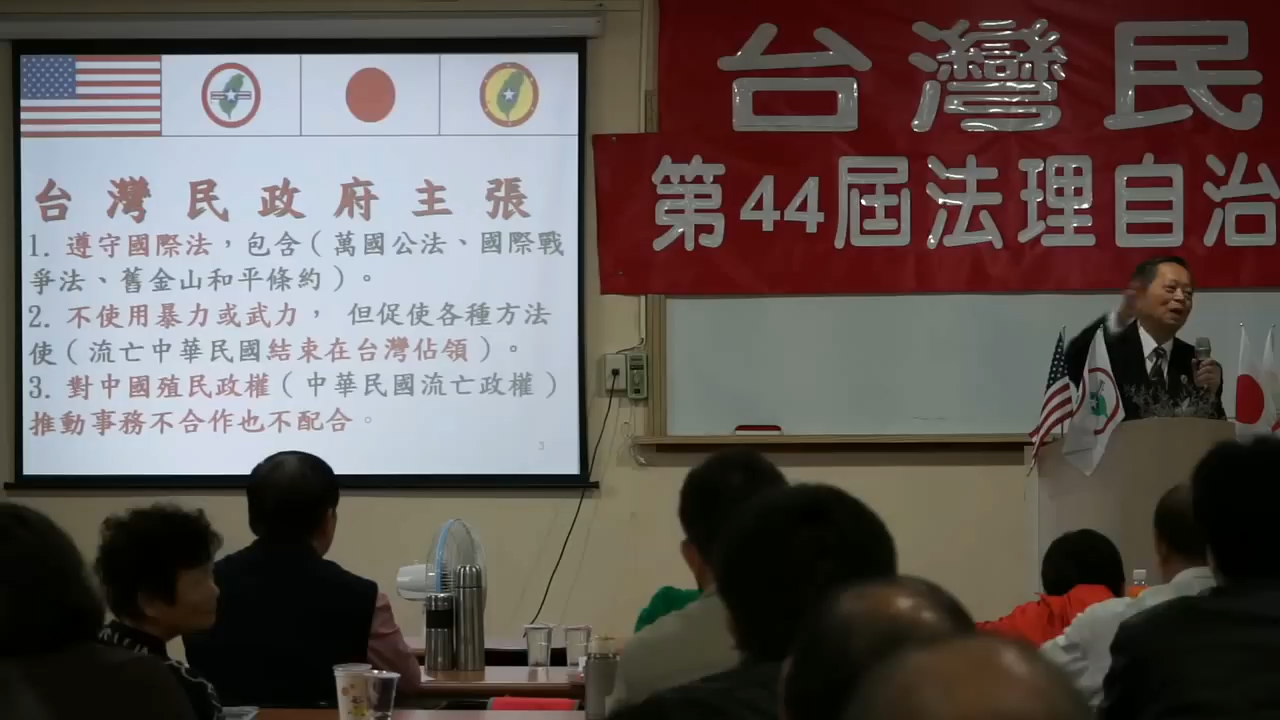 台灣民政府主張
1. 遵守國際法，包含（萬國公法、國際戰
爭法、舊金山和平條約）。
2. 不使用暴力或武力， 但促使各種方法
使（流亡中華民國結束在台灣佔領）。
3. 對中國殖民政權（中華民國流亡政權）
推動事務不合作也不配合。
3
台灣民
第44屆法理自治